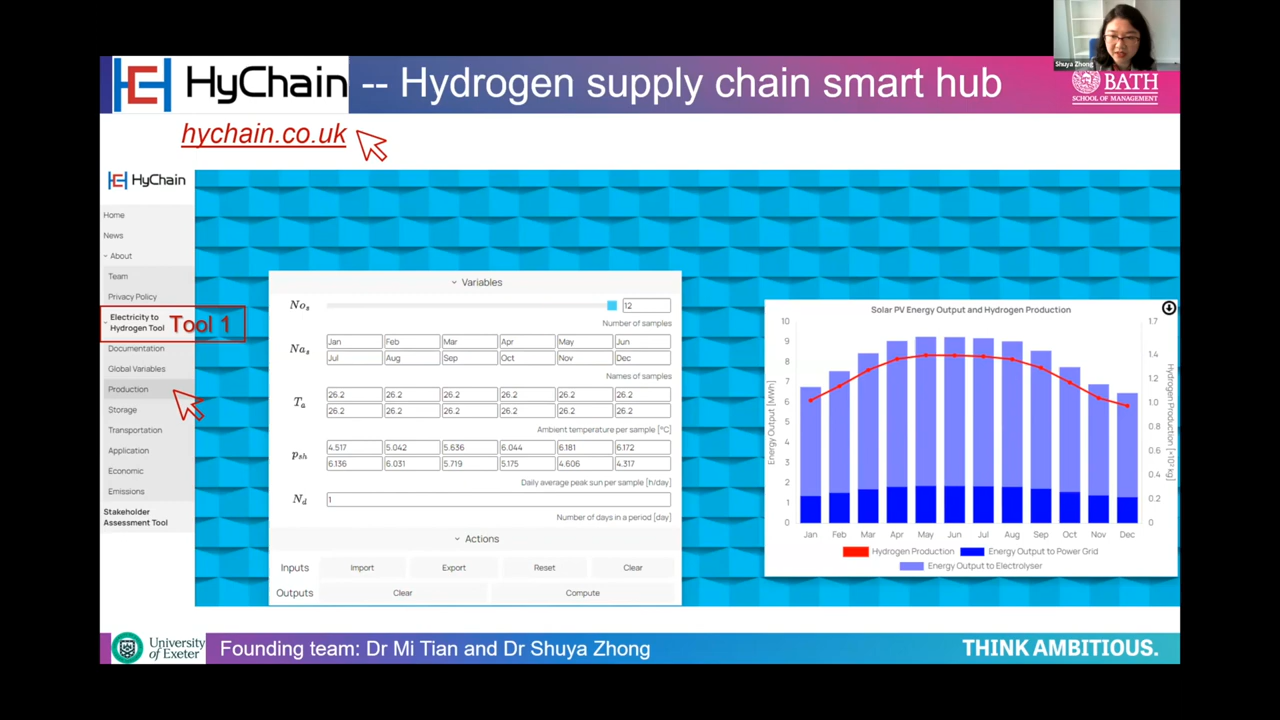 Shuya Zhong
HyChain -- Hydrogen supply chain smart hub
BATH
SCHOOL OF MANAGEMENT
hychain.co.uk
HyChain
Home
News
About
Team
Privacy Policy
Electricity to
Hydrogen Tool
Tool 1
Documentation
Global Variables
Production
Storage
Transportation
Application
Economic
Emissions
Stakeholder
Assessment Tool
Variables
No_s 12
Number of samples
Na_s Jan Feb Mar Apr May Jun
Jul Aug Sep Oct Nov Dec
Names of samples
T_a 26.2 26.2 26.2 26.2 26.2 26.2
26.2 26.2 26.2 26.2 26.2 26.2
Ambient temperature per sample [°C]
p_sh 4.517 5.042 5.636 6.044 6.181 6.172
6.136 6.031 5.719 5.175 4.606 4.317
Daily average peak sun per sample [h/day]
N_d 1
Number of days in a period [day]
Actions
Inputs Import Export Reset Clear
Outputs Clear Compute
Solar PV Energy Output and Hydrogen Production
Energy Output [MWh]
10
9
8
7
6
5
4
3
2
1
0
1.7
1.4
1.2
1.0
0.8
0.6
0.4
0.2
0
Hydrogen Production [×10² kg]
Jan Feb Mar Apr May Jun Jul Aug Sep Oct Nov Dec
Hydrogen Production Energy Output to Power Grid
Energy Output to Electrolyser
University
of Exeter
Founding team: Dr Mi Tian and Dr Shuya Zhong
THINK AMBITIOUS.